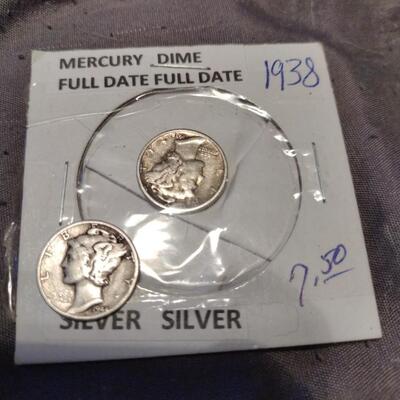 MERCURY DIME
FULL DATE FULL DATE
1938
7.50
SILVER SILVER